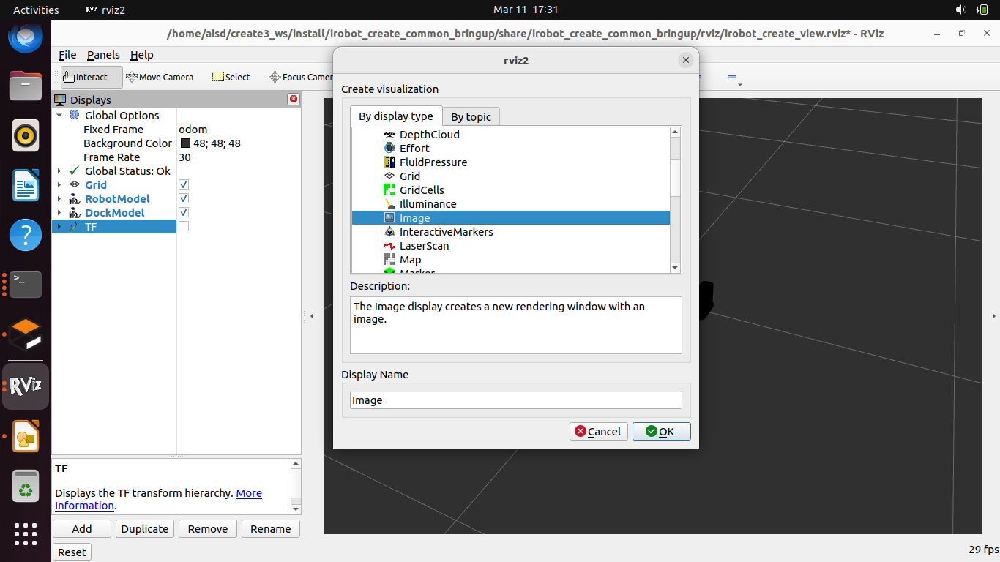 Activities RViz rviz2 Mar 11 17:31
/home/aisd/create3_ws/install/irobot_create_common_bringup/share/irobot_create_common_bringup/rviz/irobot_create_view.rviz* - RViz
File Panels Help
Interact Move Camera Select Focus Camer
Displays
Global Options
Fixed Frame odom
Background Color 48; 48; 48
Frame Rate 30
Global Status: Ok
Grid
RobotModel
DockModel
TF
TF
Displays the TF transform hierarchy. More
Information.
Add Duplicate Remove Rename
Reset
rviz2
Create visualization
By display type By topic
DepthCloud
Effort
FluidPressure
Grid
GridCells
Illuminance
Image
InteractiveMarkers
LaserScan
Map
Marker
Description:
The Image display creates a new rendering window with an
image.
Display Name
Image
Cancel OK
29 fps
>_
?
RViz